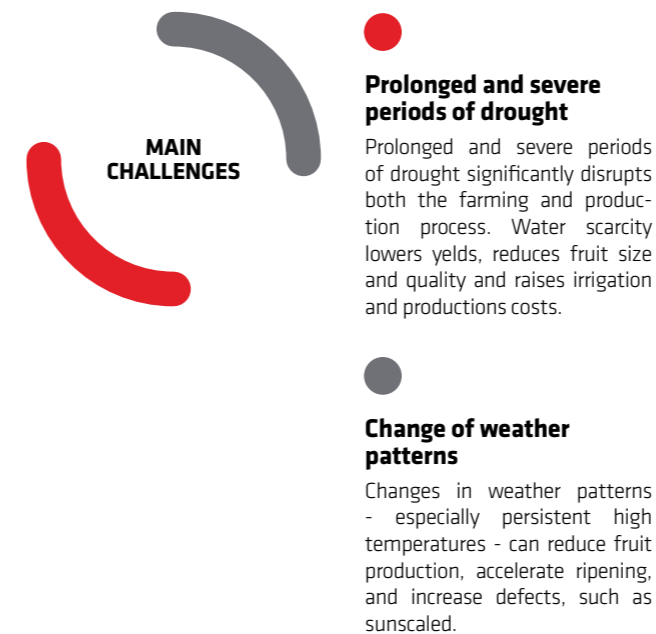 MAIN
CHALLENGES
Prolonged and severe
periods of drought
Prolonged and severe periods
of drought significantly disrupts
both the farming and produc-
tion process. Water scarcity
lowers yelds, reduces fruit size
and quality and raises irrigation
and productions costs.
Change of weather
patterns
Changes in weather patterns
- especially persistent high
temperatures - can reduce fruit
production, accelerate ripening,
and increase defects, such as
sunscaled.